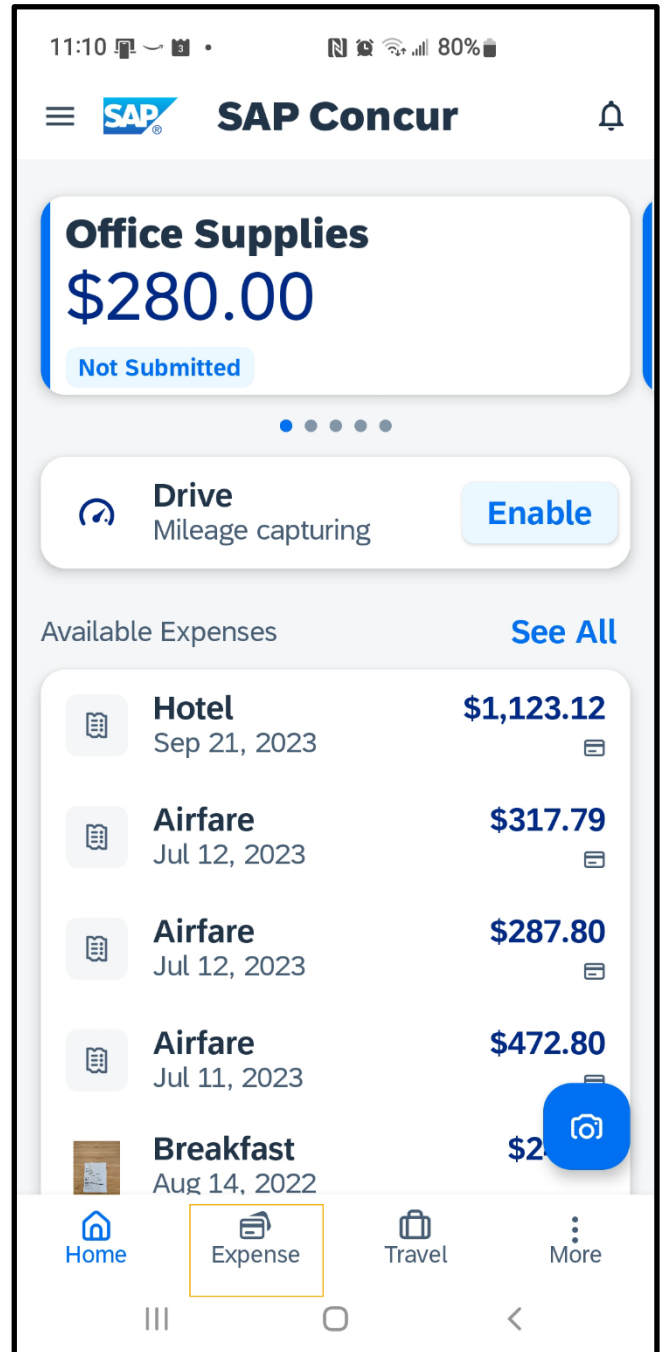 11:10
80%
SAP® SAP Concur
Office Supplies
$280.00
Not Submitted
Drive
Mileage capturing
Enable
Available Expenses
See All
Hotel
$1,123.12
Sep 21, 2023
Airfare
$317.79
Jul 12, 2023
Airfare
$287.80
Jul 12, 2023
Airfare
$472.80
Jul 11, 2023
Breakfast
Aug 14, 2022
Home
Expense
Travel
More